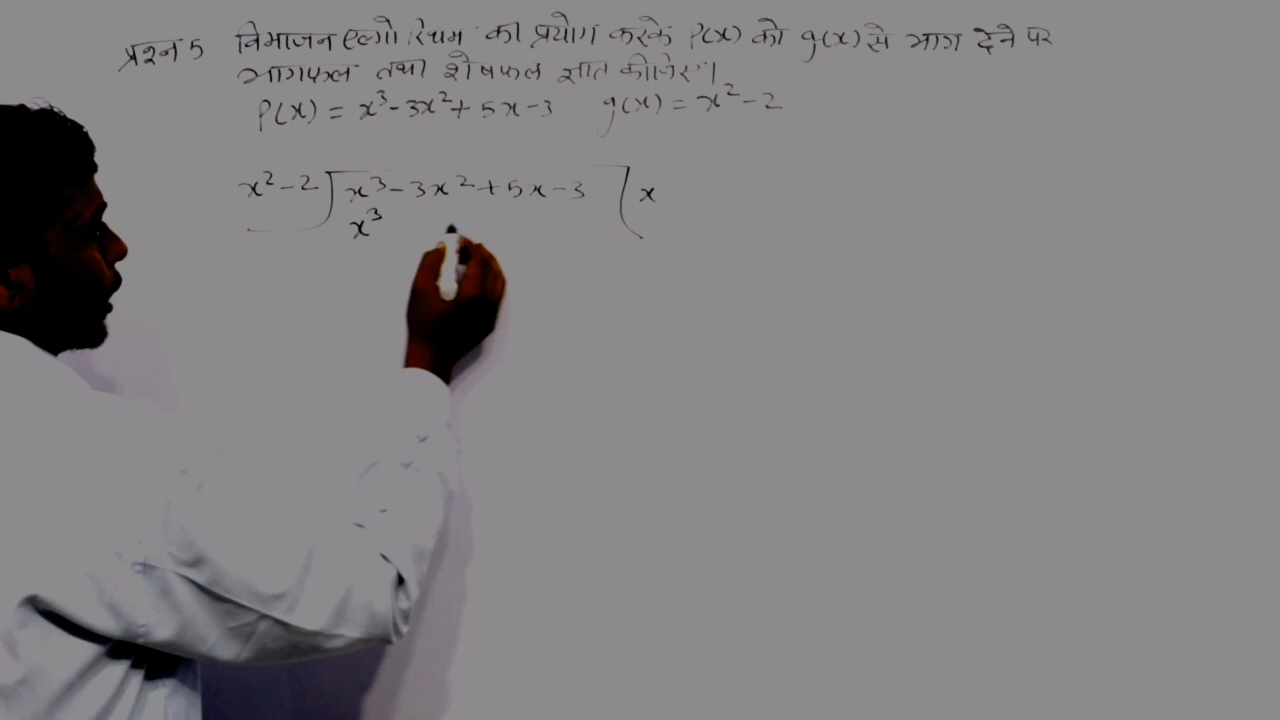 प्रश्न 5 विभाजन एल्गोरिथम का प्रयोग करके P(x) को g(x) से भाग देने पर
भागफल तथा शेषफल ज्ञात कीजिए।
P(x) = x³-3x²+5x-3 g(x) = x²-2
x²-2 ) x³-3x²+5x-3 ( x
x³